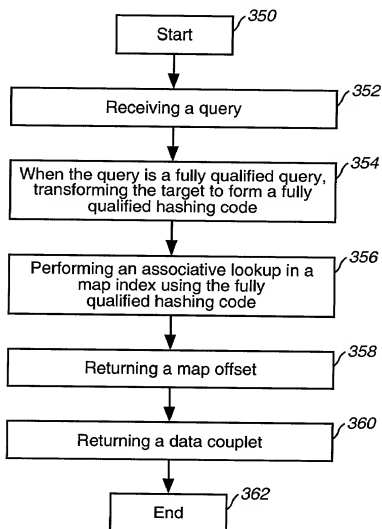 350
Start
352
Receiving a query
354
When the query is a fully qualified query,
transforming the target to form a fully
qualified hashing code
356
Performing an associative lookup in a
map index using the fully
qualified hashing code
358
Returning a map offset
360
Returning a data couplet
362
End